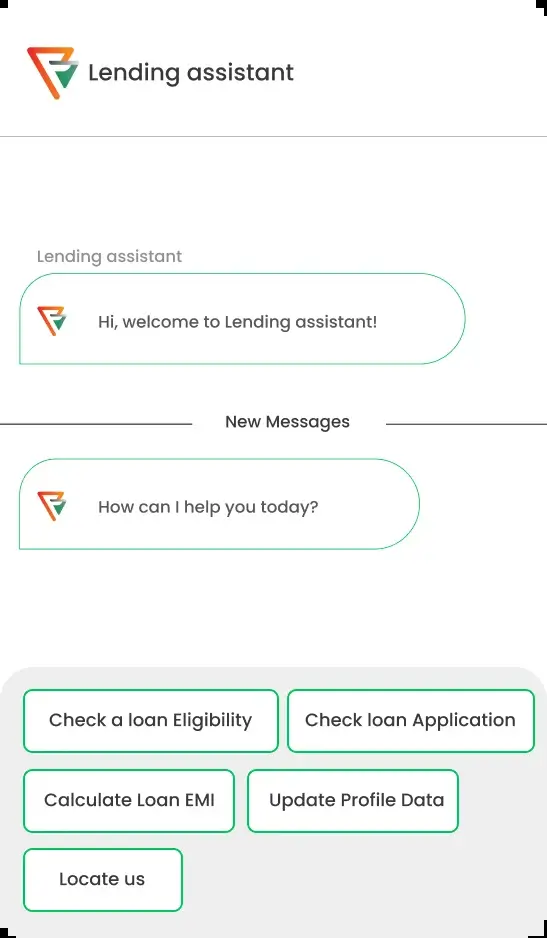 Lending assistant
Lending assistant
Hi, welcome to Lending assistant!
New Messages
How can I help you today?
Check a loan Eligibility
Check loan Application
Calculate Loan EMI
Update Profile Data
Locate us